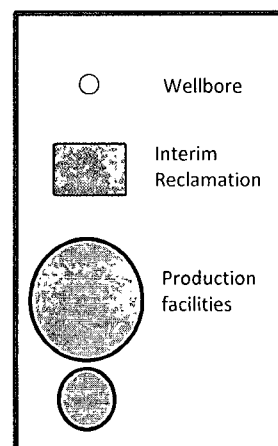 Wellbore
Interim
Reclamation
Production
facilities